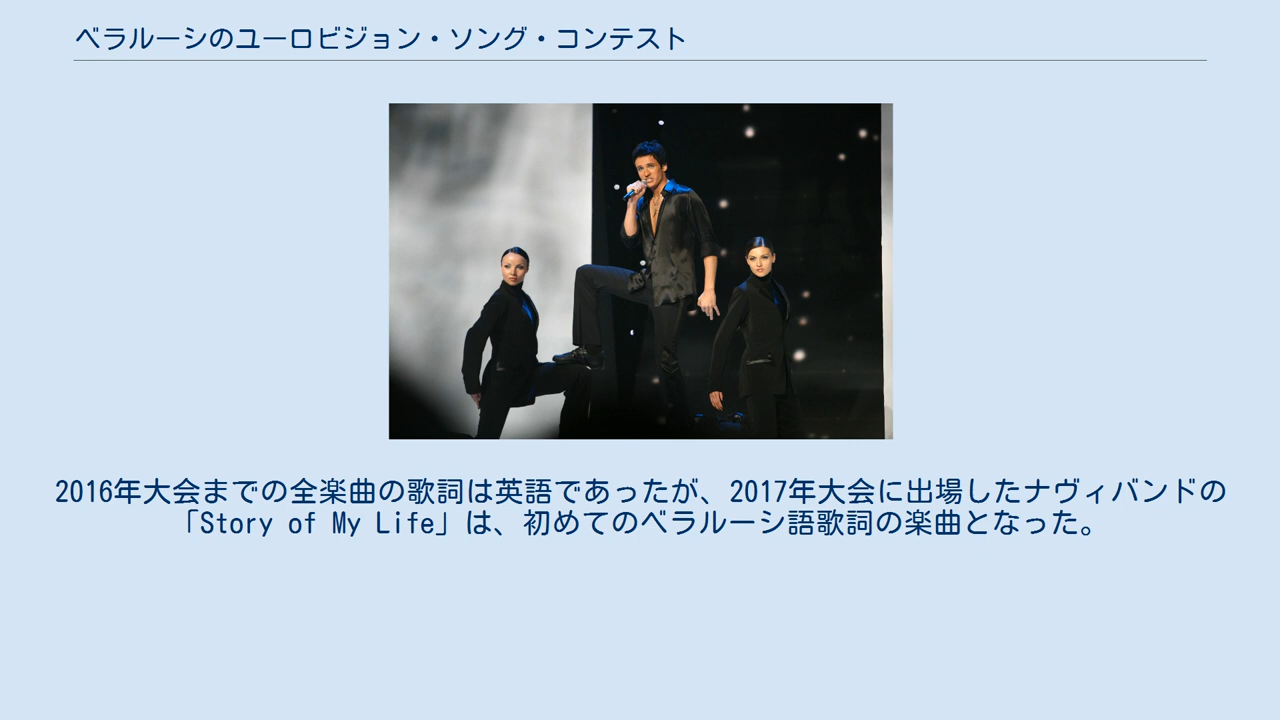 ベラルーシのユーロビジョン・ソング・コンテスト
2016年大会までの全楽曲の歌詞は英語であったが、2017年大会に出場したナヴィバンドの
「Story of My Life」は、初めてのベラルーシ語歌詞の楽曲となった。